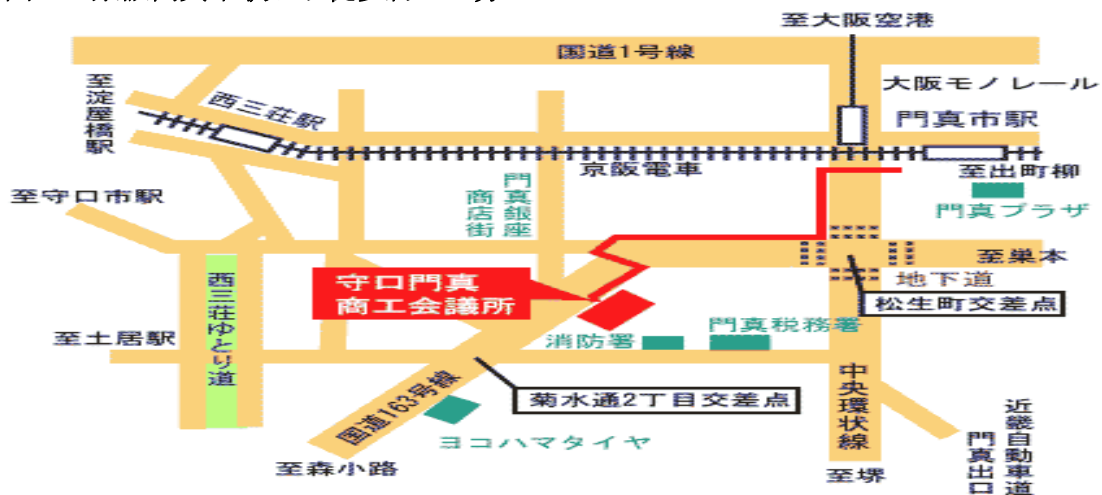 至大阪空港
国道1号線
大阪モノレール
至淀屋橋駅
西三荘駅
門真市駅
京阪電車
至出町柳
門真プラザ
至守口市駅
門真銀座
商店街
至巣本
地下道
守口門真
商工会議所
松生町交差点
西三荘ゆとり道
至土居駅
消防署
門真税務署
菊水通2丁目交差点
中央環状線
国道163号線
ヨコハマタイヤ
近畿自動車道
門真出口
至森小路
至堺